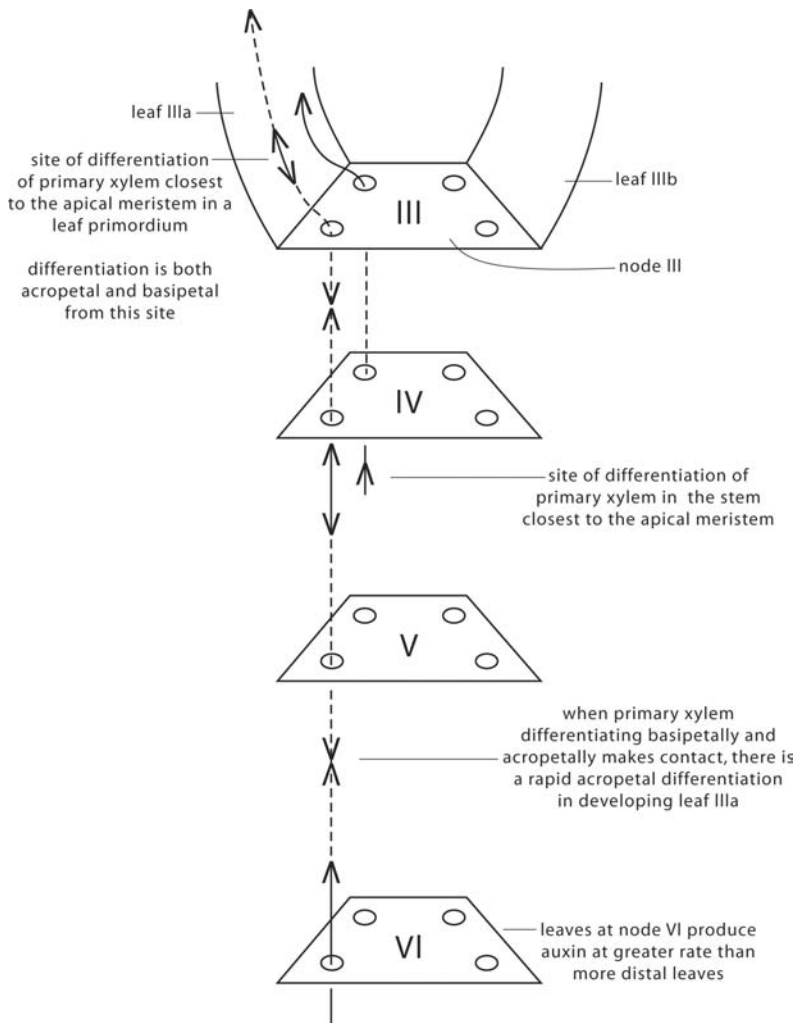 leaf IIIa
site of differentiation
of primary xylem closest
to the apical meristem in a
leaf primordium
differentiation is both
acropetal and basipetal
from this site
III
leaf IIIb
node III
IV
site of differentiation of
primary xylem in the stem
closest to the apical meristem
V
when primary xylem
differentiating basipetally and
acropetally makes contact, there is
a rapid acropetal differentiation
in developing leaf IIIa
VI
leaves at node VI produce
auxin at greater rate than
more distal leaves